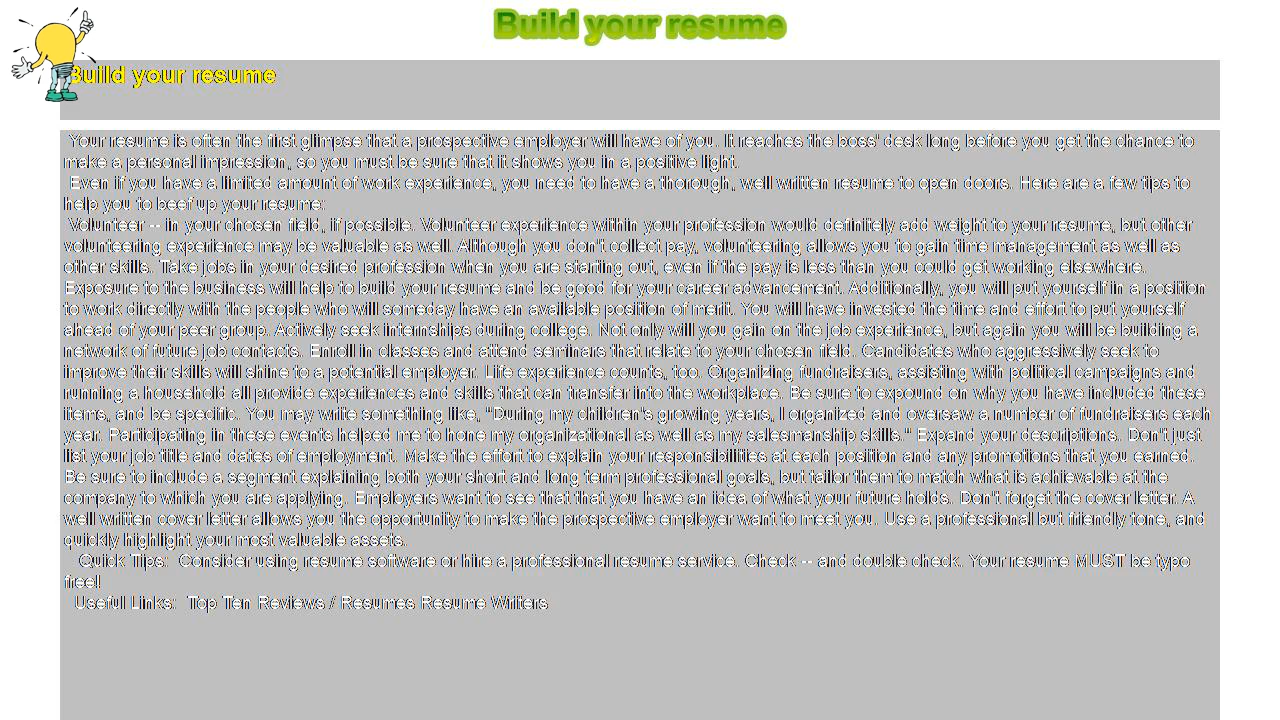 Build your resume
Build your resume
Your resume is often the first glimpse that a prospective employer will have of you. It reaches the boss' desk long before you get the chance to
make a personal impression, so you must be sure that it shows you in a positive light.
Even if you have a limited amount of work experience, you need to have a thorough, well written resume to open doors. Here are a few tips to
help you to beef up your resume:
Volunteer -- in your chosen field, if possible. Volunteer experience within your profession would definitely add weight to your resume, but other
volunteering experience may be valuable as well. Although you don't collect pay, volunteering allows you to gain time management as well as
other skills. Take jobs in your desired profession when you are starting out, even if the pay is less than you could get working elsewhere.
Exposure to the business will help to build your resume and be good for your career advancement. Additionally, you will put yourself in a position
to work directly with the people who will someday have an available position of merit. You will have invested the time and effort to put yourself
ahead of your peer group. Actively seek internships during college. Not only will you gain on the job experience, but again you will be building a
network of future job contacts. Enroll in classes and attend seminars that relate to your chosen field. Candidates who aggressively seek to
improve their skills will shine to a potential employer. Life experience counts, too. Organizing fundraisers, assisting with political campaigns and
running a household all provide experiences and skills that can transfer into the workplace. Be sure to expound on why you have included these
items, and be specific. You may write something like, "During my children's growing years, I organized and oversaw a number of fundraisers each
year. Participating in these events helped me to hone my organizational as well as my salesmanship skills." Expand your descriptions. Don't just
list your job title and dates of employment. Make the effort to explain your responsibilities at each position and any promotions that you earned.
Be sure to include a segment explaining both your short and long term professional goals, but tailor them to match what is achievable at the
company to which you are applying. Employers want to see that that you have an idea of what your future holds. Don't forget the cover letter. A
well written cover letter allows you the opportunity to make the prospective employer want to meet you. Use a professional but friendly tone, and
quickly highlight your most valuable assets.
Quick Tips: Consider using resume software or hire a professional resume service. Check -- and double check. Your resume MUST be typo
free!
Useful Links: Top Ten Reviews / Resumes Resume Writers